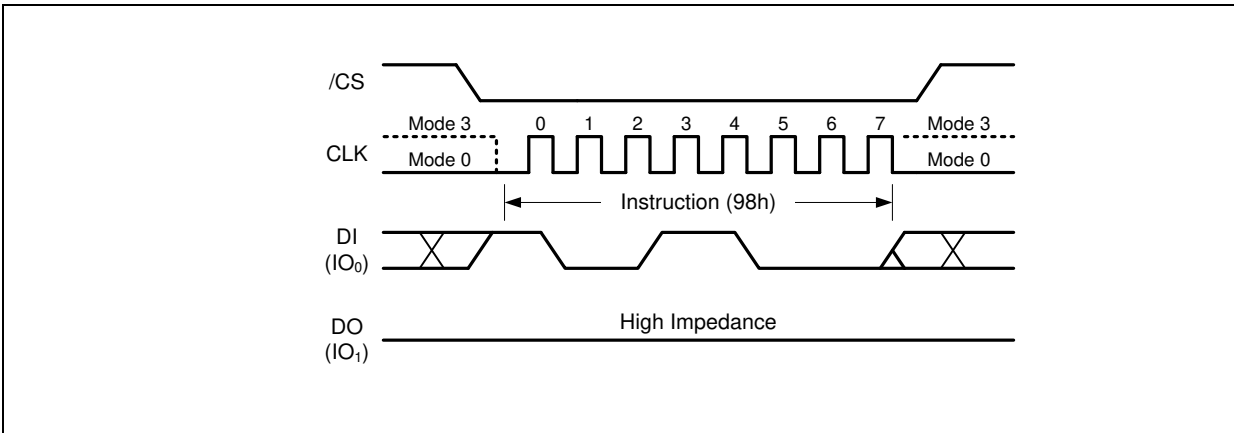 /CS
Mode 3 0 1 2 3 4 5 6 7 Mode 3
CLK
Mode 0 Mode 0
Instruction (98h)
DI
(IO₀)
High Impedance
DO
(IO₁)